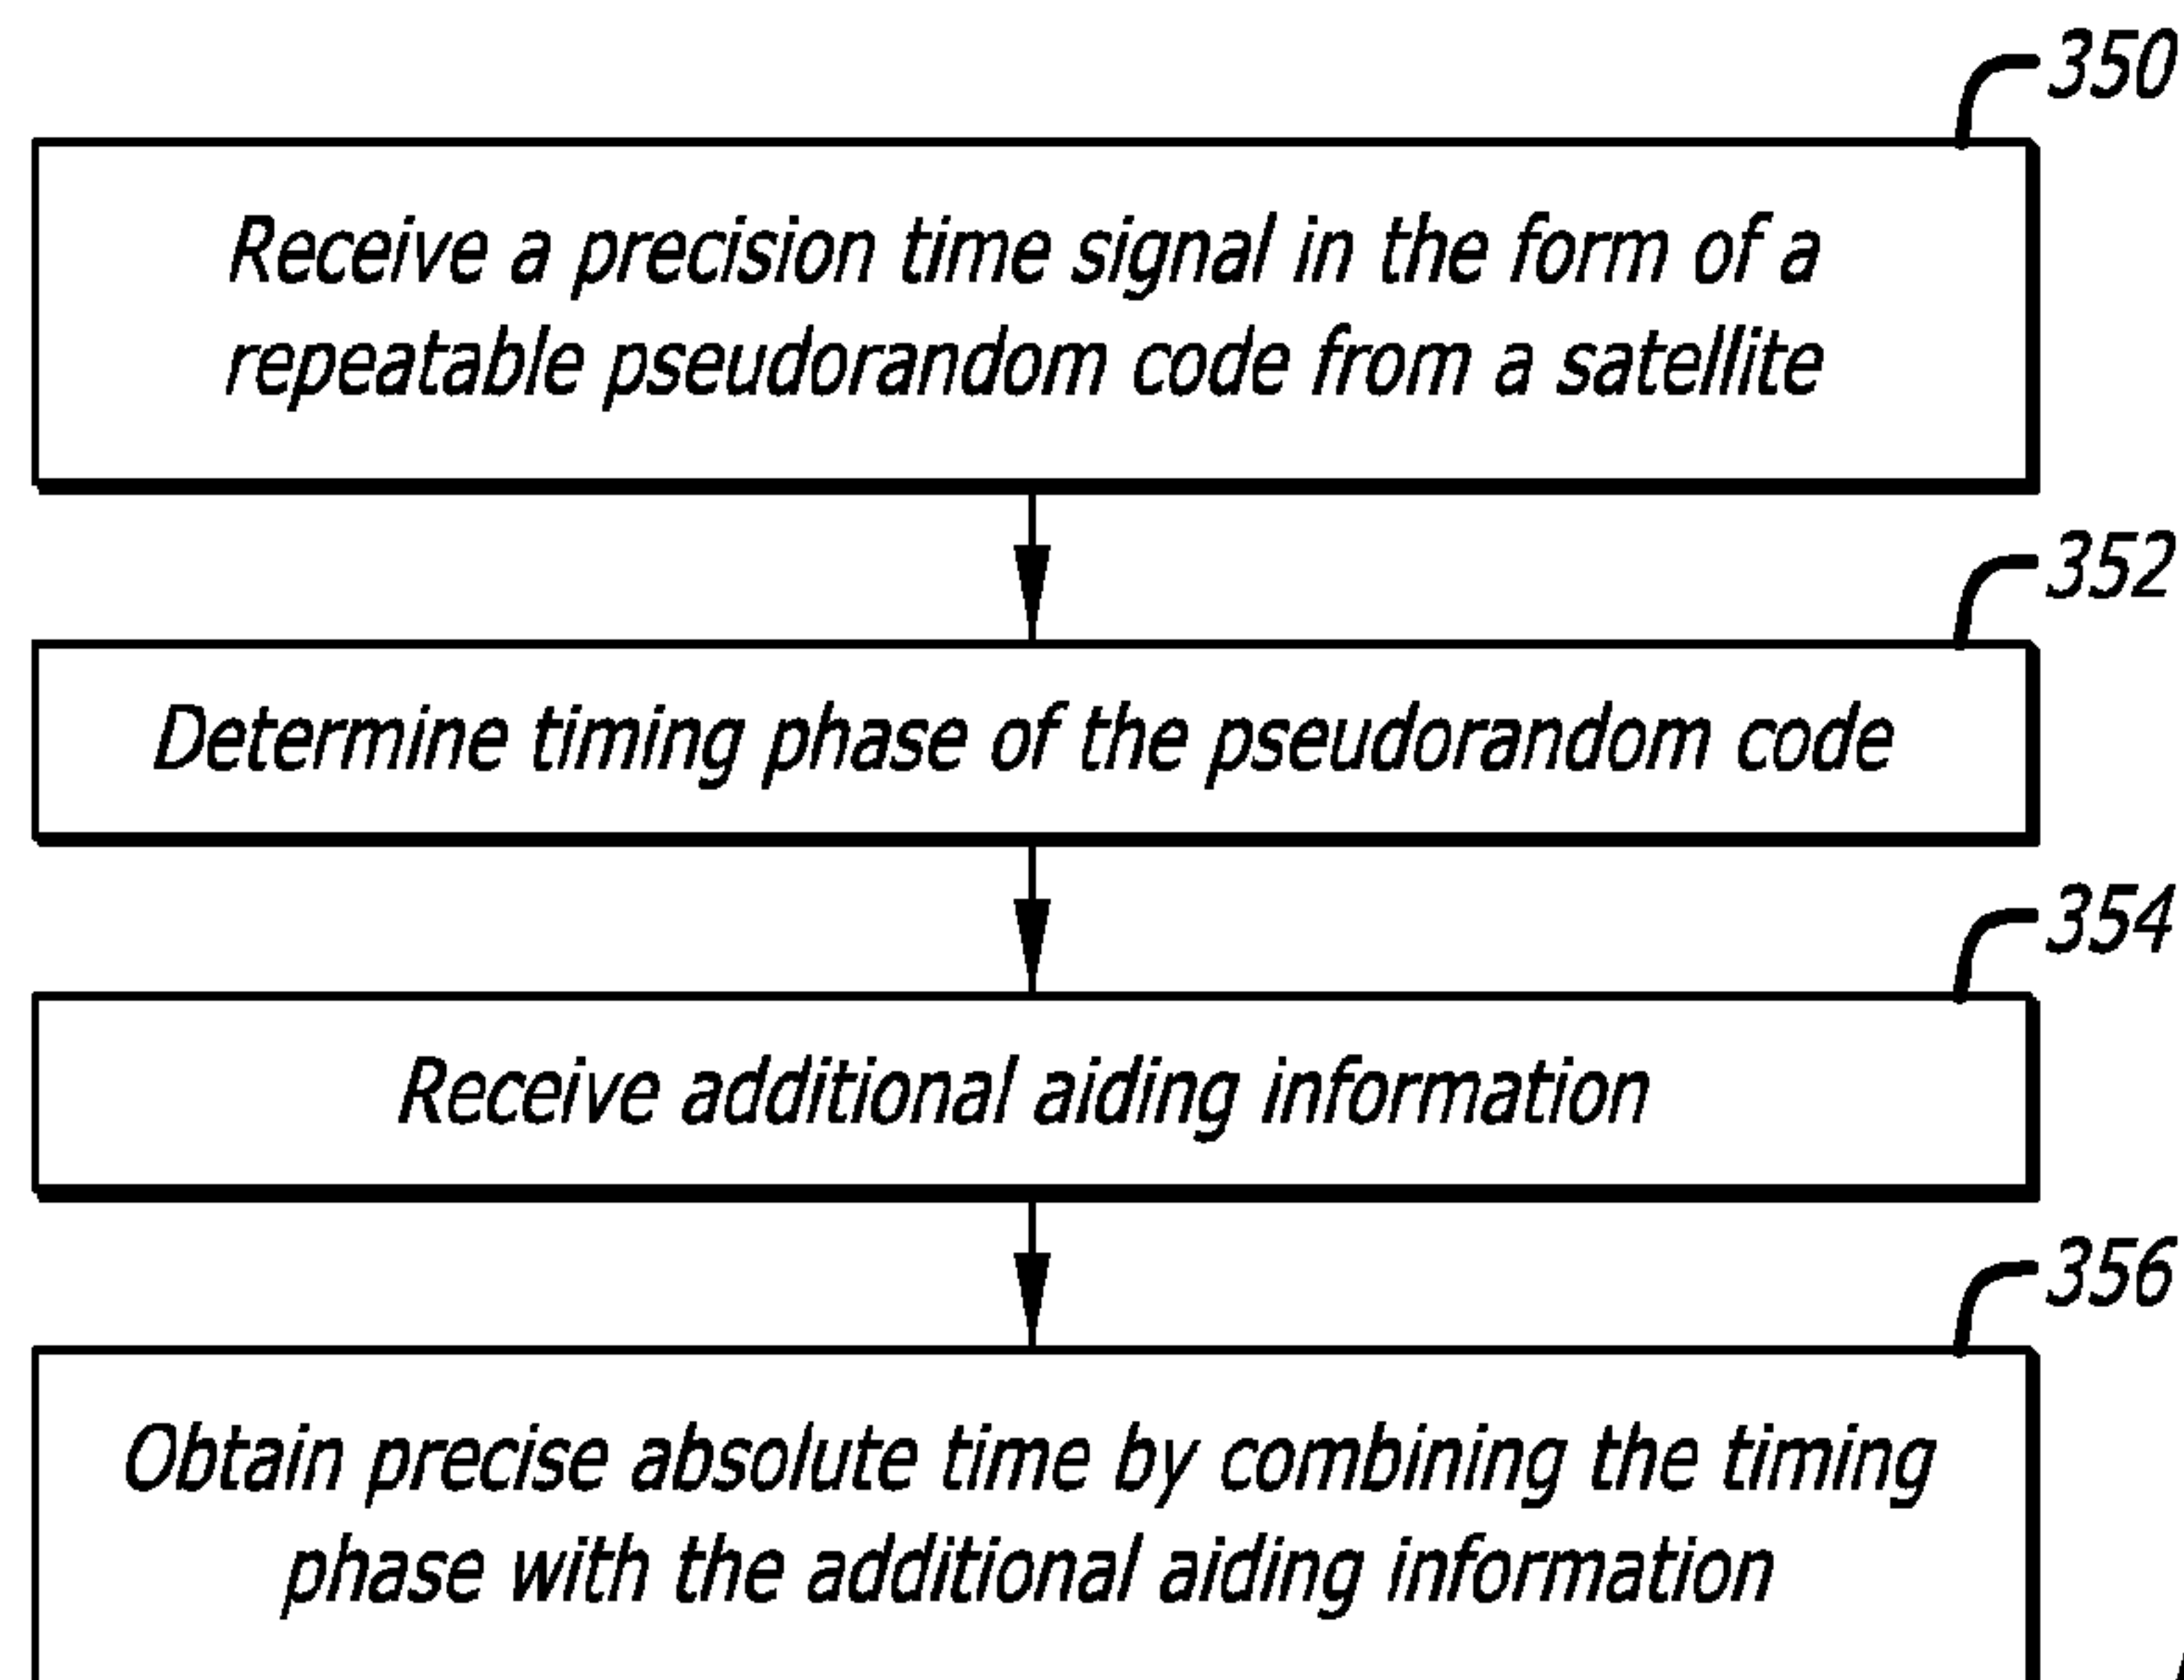 350
Receive a precision time signal in the form of a
repeatable pseudorandom code from a satellite
352
Determine timing phase of the pseudorandom code
354
Receive additional aiding information
356
Obtain precise absolute time by combining the timing
phase with the additional aiding information